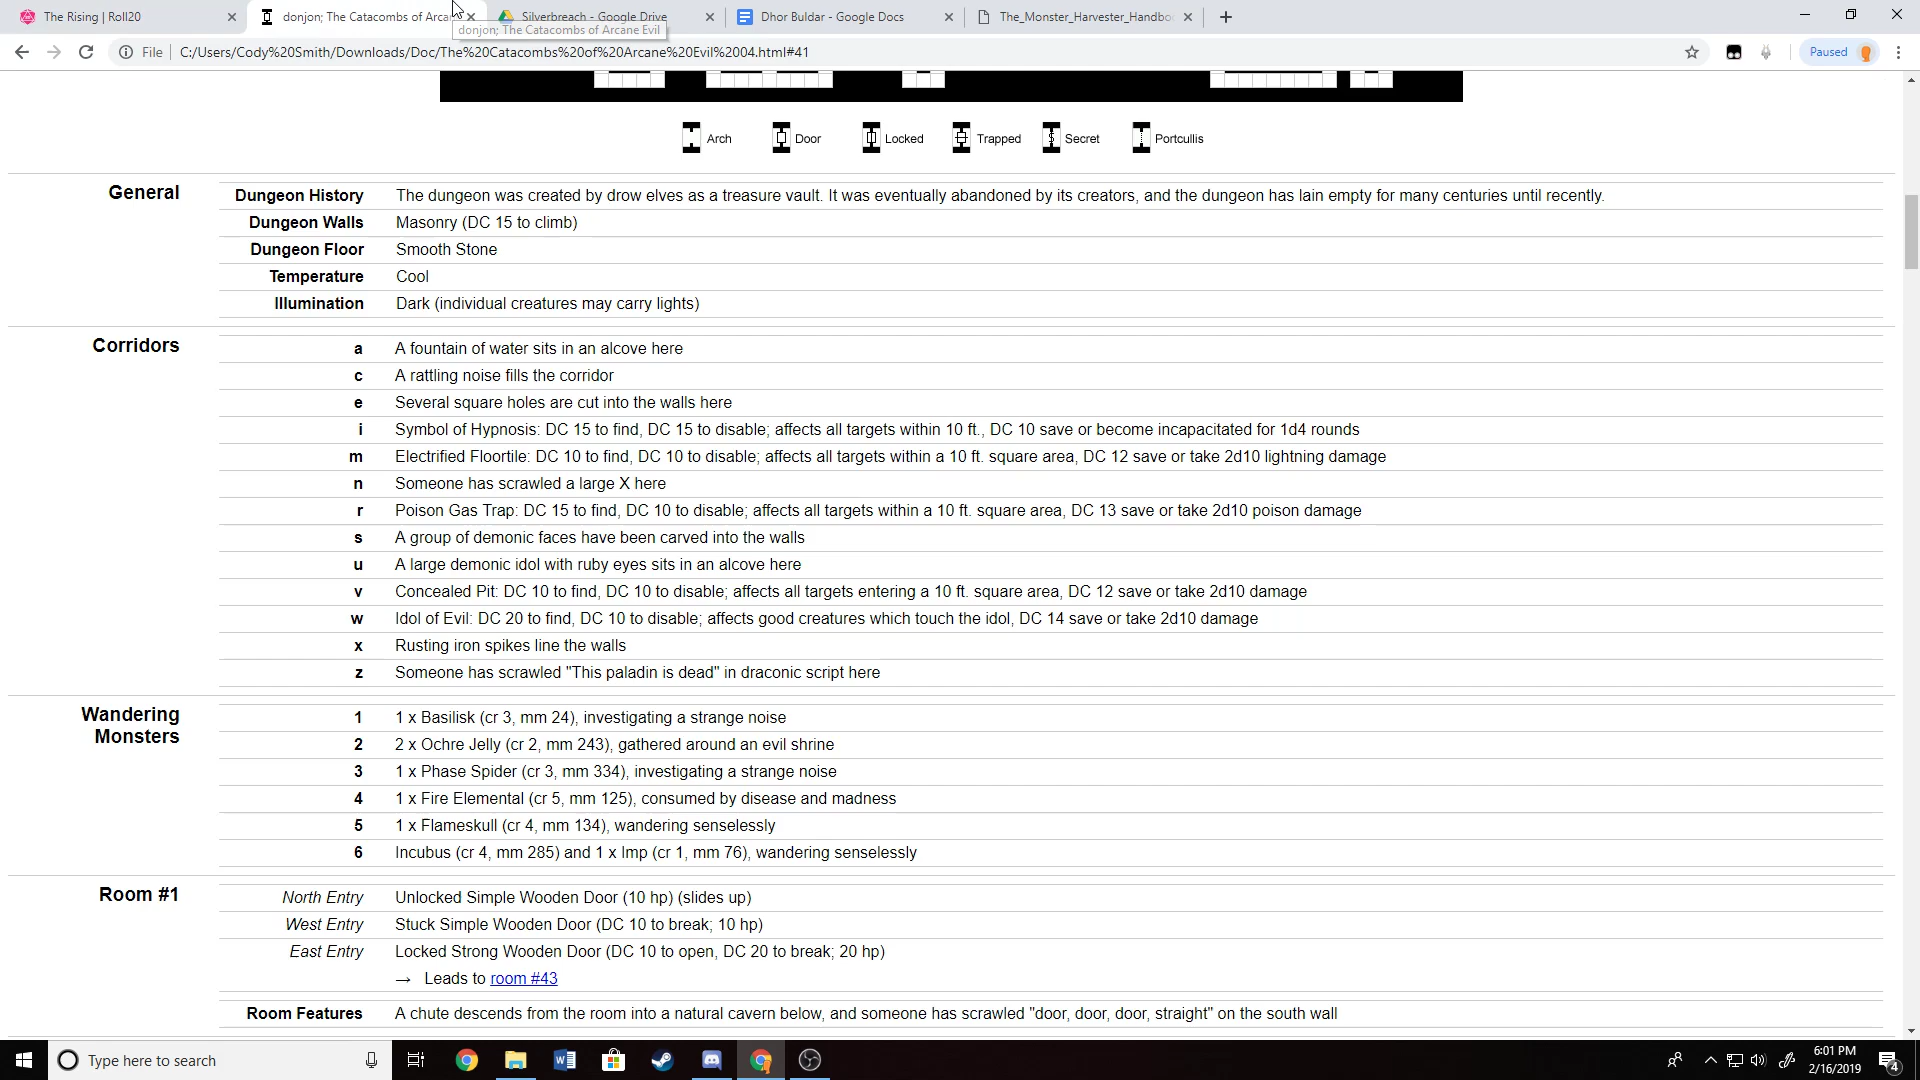 The Rising | Roll20
donjon; The Catacombs of Arcan
Silverbreach - Google Drive
Dhor Buldar - Google Docs
The_Monster_Harvester_Handbo
donjon; The Catacombs of Arcane Evil
File
C:/Users/Cody%20Smith/Downloads/Doc/The%20Catacombs%20of%20Arcane%20Evil%2004.html#41
Paused
Arch Door Locked Trapped Secret Portcullis
General
Dungeon History The dungeon was created by drow elves as a treasure vault. It was eventually abandoned by its creators, and the dungeon has lain empty for many centuries until recently.
Dungeon Walls Masonry (DC 15 to climb)
Dungeon Floor Smooth Stone
Temperature Cool
Illumination Dark (individual creatures may carry lights)
Corridors
a A fountain of water sits in an alcove here
c A rattling noise fills the corridor
e Several square holes are cut into the walls here
i Symbol of Hypnosis: DC 15 to find, DC 15 to disable; affects all targets within 10 ft., DC 10 save or become incapacitated for 1d4 rounds
m Electrified Floortile: DC 10 to find, DC 10 to disable; affects all targets within a 10 ft. square area, DC 12 save or take 2d10 lightning damage
n Someone has scrawled a large X here
r Poison Gas Trap: DC 15 to find, DC 10 to disable; affects all targets within a 10 ft. square area, DC 13 save or take 2d10 poison damage
s A group of demonic faces have been carved into the walls
u A large demonic idol with ruby eyes sits in an alcove here
v Concealed Pit: DC 10 to find, DC 10 to disable; affects all targets entering a 10 ft. square area, DC 12 save or take 2d10 damage
w Idol of Evil: DC 20 to find, DC 10 to disable; affects good creatures which touch the idol, DC 14 save or take 2d10 damage
x Rusting iron spikes line the walls
z Someone has scrawled "This paladin is dead" in draconic script here
Wandering Monsters
1 1 x Basilisk (cr 3, mm 24), investigating a strange noise
2 2 x Ochre Jelly (cr 2, mm 243), gathered around an evil shrine
3 1 x Phase Spider (cr 3, mm 334), investigating a strange noise
4 1 x Fire Elemental (cr 5, mm 125), consumed by disease and madness
5 1 x Flameskull (cr 4, mm 134), wandering senselessly
6 Incubus (cr 4, mm 285) and 1 x Imp (cr 1, mm 76), wandering senselessly
Room #1
North Entry Unlocked Simple Wooden Door (10 hp) (slides up)
West Entry Stuck Simple Wooden Door (DC 10 to break; 10 hp)
East Entry Locked Strong Wooden Door (DC 10 to open, DC 20 to break; 20 hp)
→ Leads to room #43
Room Features A chute descends from the room into a natural cavern below, and someone has scrawled "door, door, door, straight" on the south wall
Type here to search
6:01 PM
2/16/2019
4